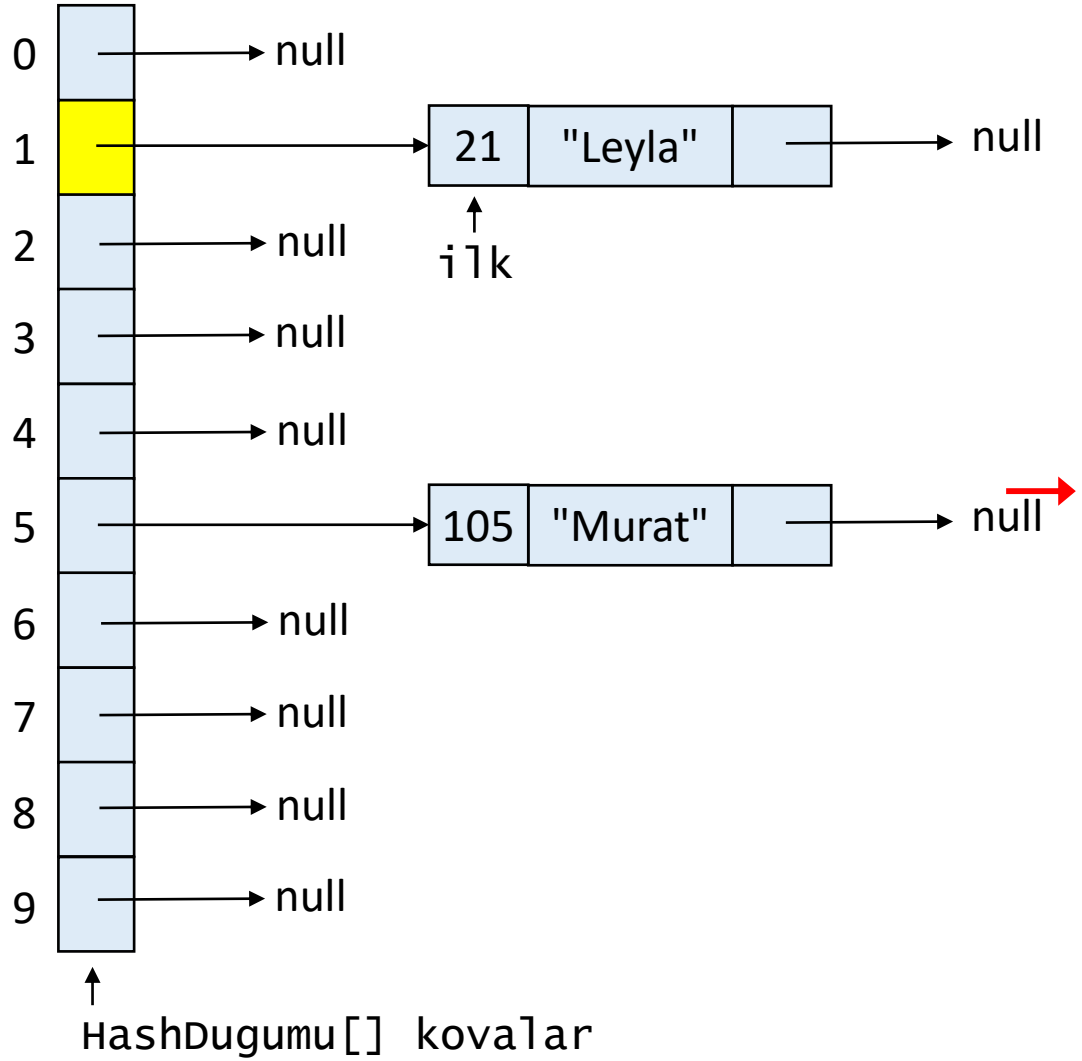 0 null
1 21 "Leyla" null
2 null
ilk
3 null
4 null
5 105 "Murat" null
6 null
7 null
8 null
9 null
HashDugumu[] kovalar